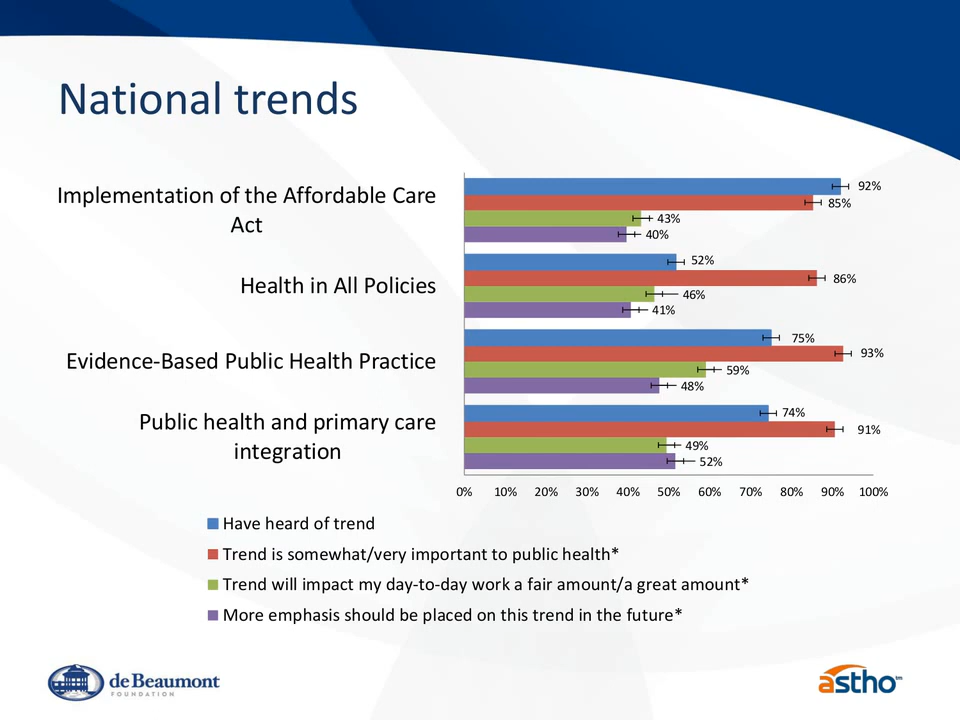 National trends
Implementation of the Affordable Care
Act
92%
85%
43%
40%
Health in All Policies
52%
86%
46%
41%
Evidence-Based Public Health Practice
75%
93%
59%
48%
Public health and primary care
integration
74%
91%
49%
52%
0% 10% 20% 30% 40% 50% 60% 70% 80% 90% 100%
Have heard of trend
Trend is somewhat/very important to public health*
Trend will impact my day-to-day work a fair amount/a great amount*
More emphasis should be placed on this trend in the future*
de Beaumont
FOUNDATION
astho™